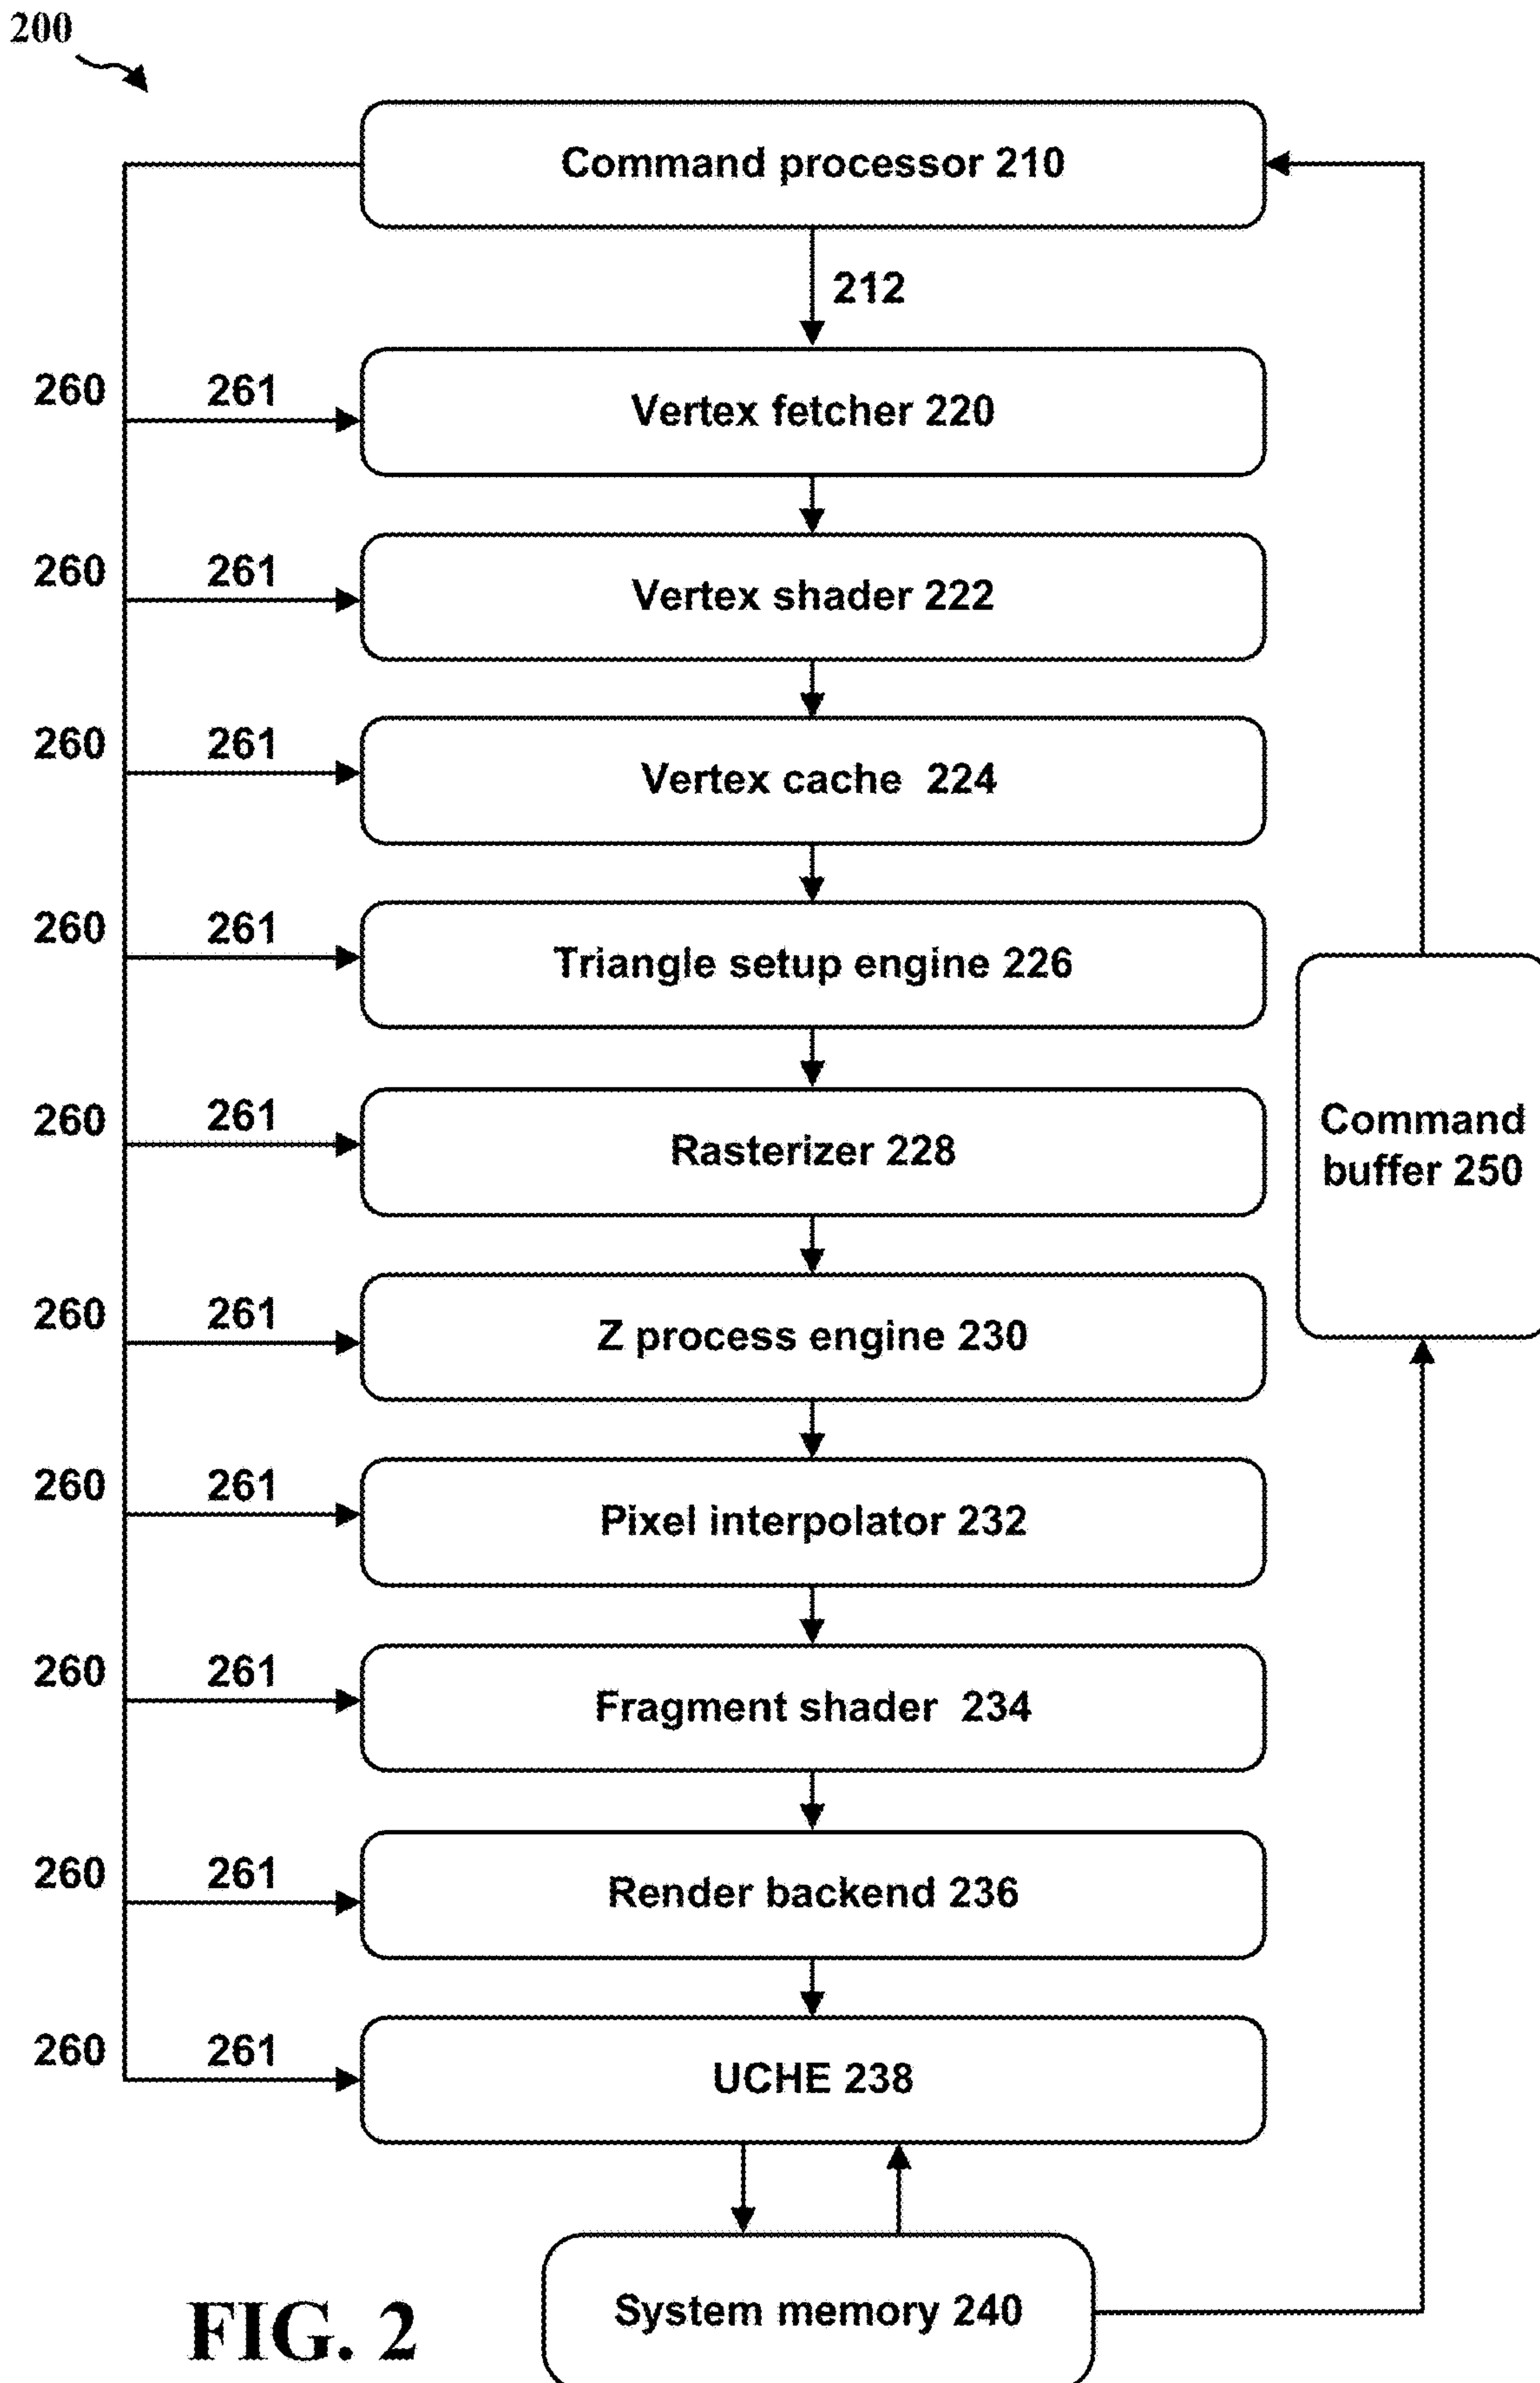 200
Command processor 210
212
260 261 Vertex fetcher 220
260 261 Vertex shader 222
260 261 Vertex cache 224
260 261 Triangle setup engine 226
260 261 Rasterizer 228
Command
buffer 250
260 261 Z process engine 230
260 261 Pixel interpolator 232
260 261 Fragment shader 234
260 261 Render backend 236
260 261 UCHE 238
System memory 240
FIG. 2